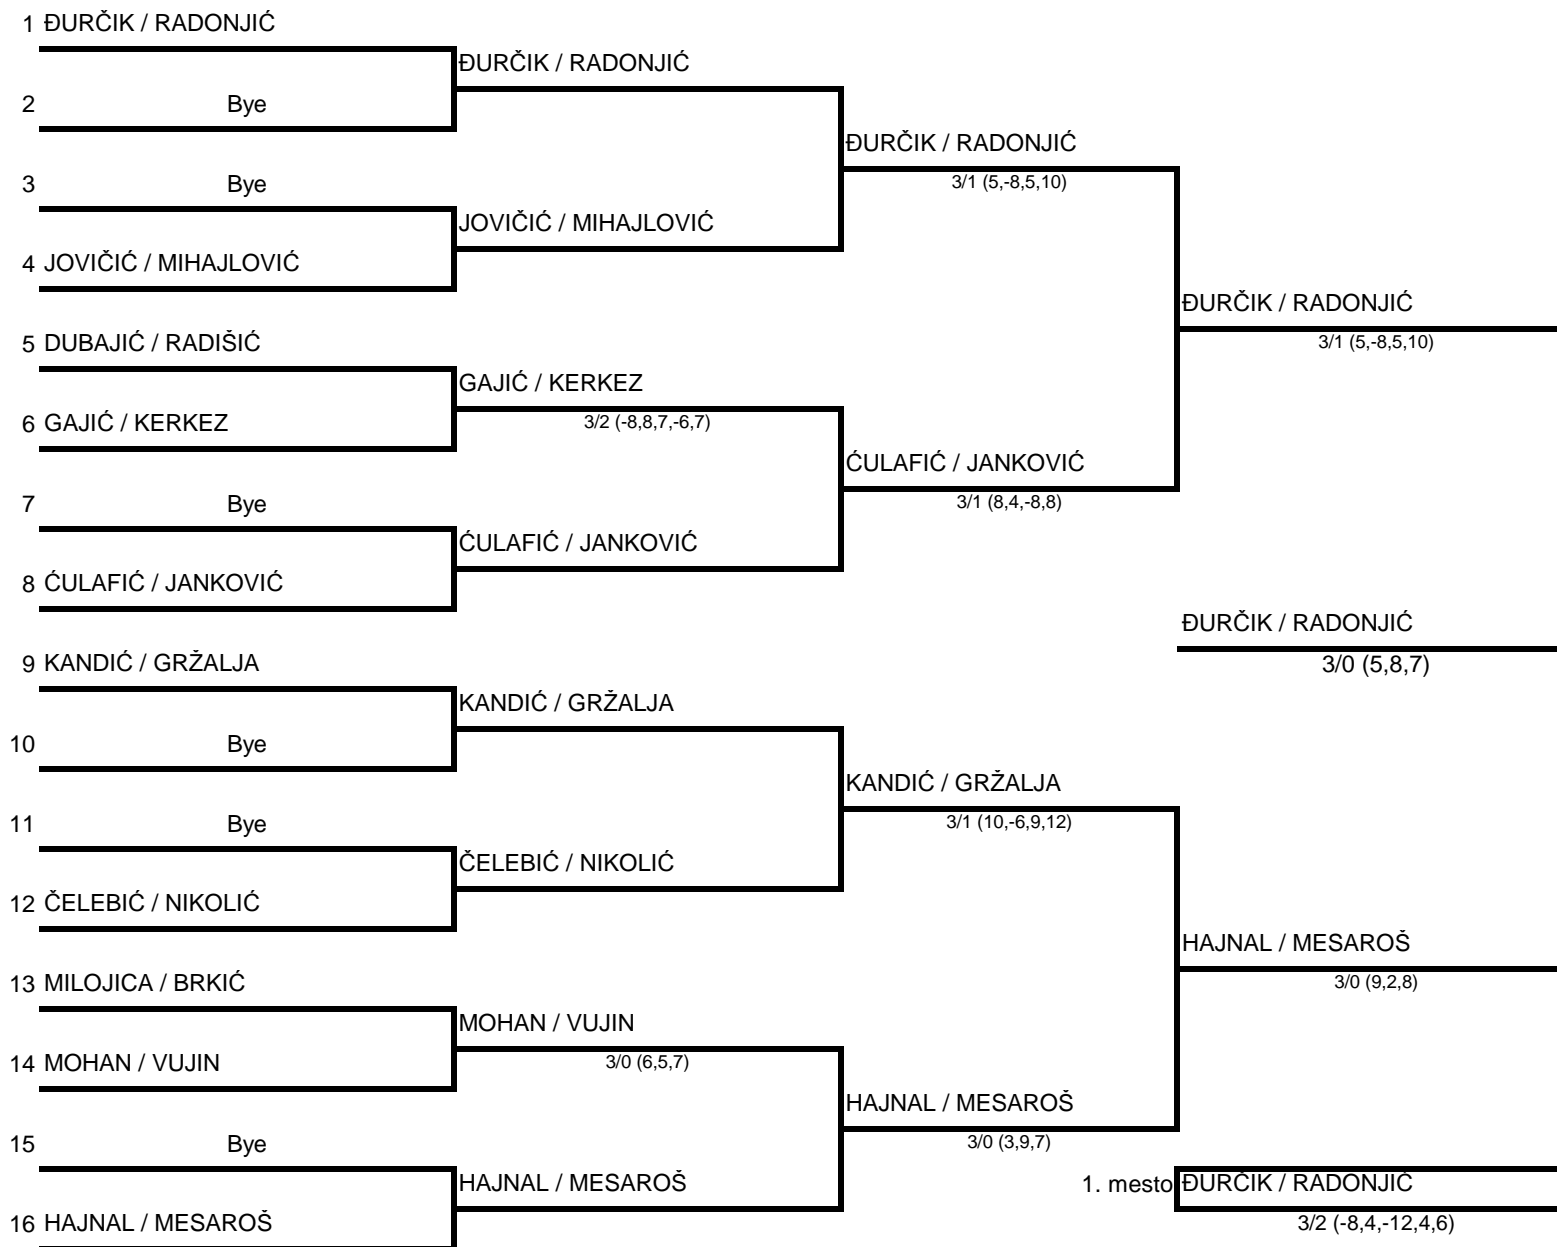 1 ĐURČIK / RADONJIĆ
ĐURČIK / RADONJIĆ
2 Bye
ĐURČIK / RADONJIĆ
3/1 (5,-8,5,10)
3 Bye
JOVIČIĆ / MIHAJLOVIĆ
4 JOVIČIĆ / MIHAJLOVIĆ
ĐURČIK / RADONJIĆ
3/1 (5,-8,5,10)
5 DUBAJIĆ / RADIŠIĆ
GAJIĆ / KERKEZ
3/2 (-8,8,7,-6,7)
6 GAJIĆ / KERKEZ
ĆULAFIĆ / JANKOVIĆ
3/1 (8,4,-8,8)
7 Bye
ĆULAFIĆ / JANKOVIĆ
8 ĆULAFIĆ / JANKOVIĆ
ĐURČIK / RADONJIĆ
3/0 (5,8,7)
9 KANDIĆ / GRŽALJA
KANDIĆ / GRŽALJA
10 Bye
KANDIĆ / GRŽALJA
3/1 (10,-6,9,12)
11 Bye
ČELEBIĆ / NIKOLIĆ
12 ČELEBIĆ / NIKOLIĆ
HAJNAL / MESAROŠ
3/0 (9,2,8)
13 MILOJICA / BRKIĆ
MOHAN / VUJIN
3/0 (6,5,7)
14 MOHAN / VUJIN
HAJNAL / MESAROŠ
3/0 (3,9,7)
15 Bye
HAJNAL / MESAROŠ
1. mesto ĐURČIK / RADONJIĆ
16 HAJNAL / MESAROŠ
3/2 (-8,4,-12,4,6)